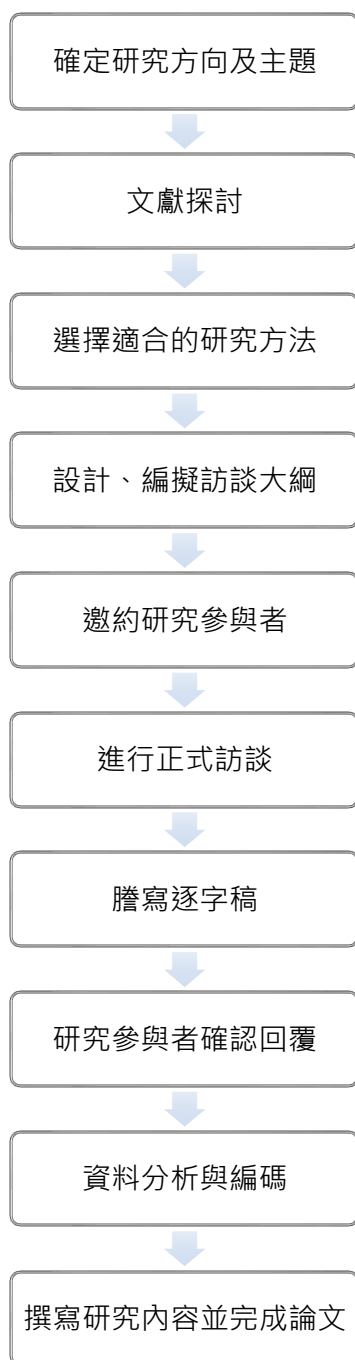 確定研究方向及主題
文獻探討
選擇適合的研究方法
設計、編擬訪談大綱
邀約研究參與者
進行正式訪談
謄寫逐字稿
研究參與者確認回覆
資料分析與編碼
撰寫研究內容並完成論文